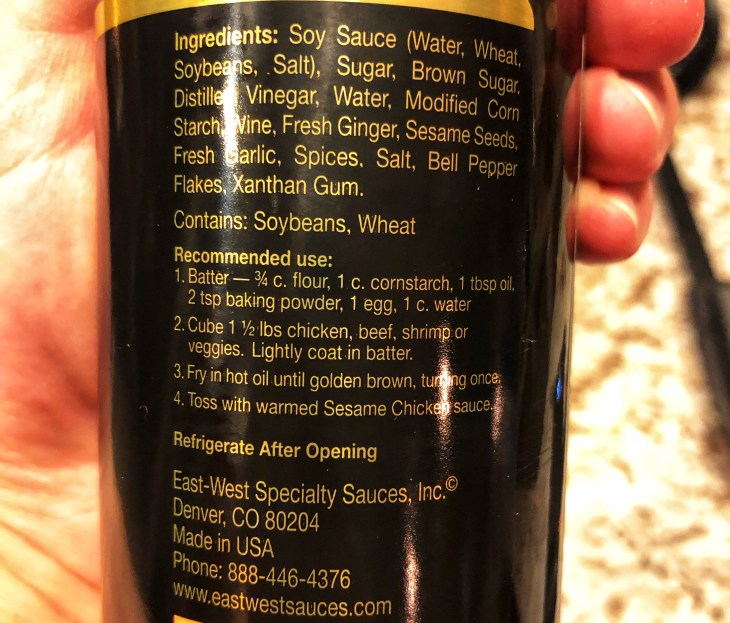 Ingredients: Soy Sauce (Water, Wheat,
Soybeans, Salt), Sugar, Brown Sugar,
Distilled Vinegar, Water, Modified Corn
Starch, Wine, Fresh Ginger, Sesame Seeds,
Fresh Garlic, Spices, Salt, Bell Pepper
Flakes, Xanthan Gum.
Contains: Soybeans, Wheat
Recommended use:
1. Batter — ¾ c. flour, 1 c. cornstarch, 1 tbsp oil,
2 tsp baking powder, 1 egg, 1 c. water
2. Cube 1 ½ lbs chicken, beef, shrimp or
veggies. Lightly coat in batter.
3. Fry in hot oil until golden brown, turning once.
4. Toss with warmed Sesame Chicken sauce.
Refrigerate After Opening
East-West Specialty Sauces, Inc.©
Denver, CO 80204
Made in USA
Phone: 888-446-4376
www.eastwestsauces.com